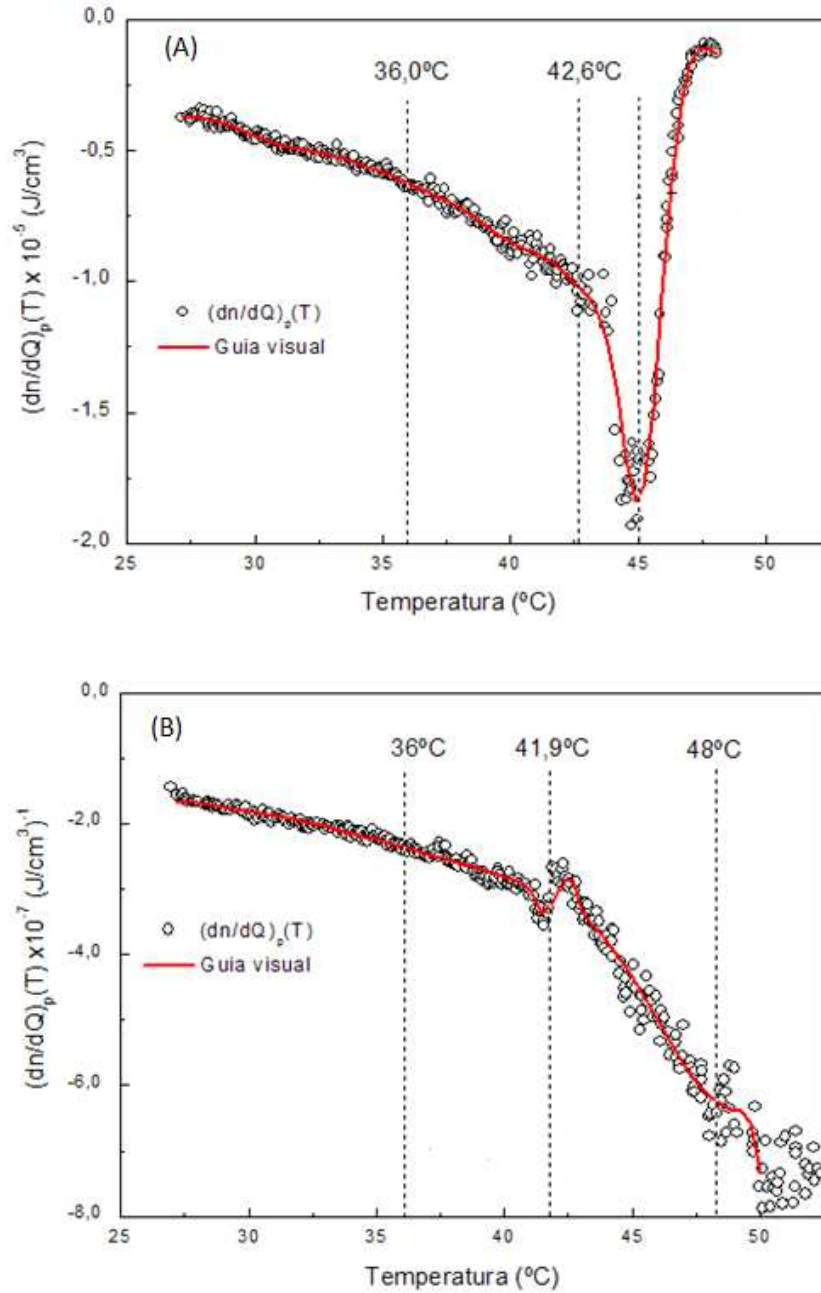 (A)
36,0ºC 42,6ºC
0,0
-0,5
-1,0
-1,5
-2,0
(dn/dQ)p(T) x 10-5 (J/cm3)
(dn/dQ)p(T)
Guia visual
25 30 35 40 45 50
Temperatura (ºC)
(B)
36ºC 41,9ºC 48ºC
0,0
-2,0
-4,0
-6,0
-8,0
(dn/dQ)p(T) x10-7 (J/cm3)-1
(dn/dQ)p(T)
Guia visual
25 30 35 40 45 50
Temperatura (ºC)